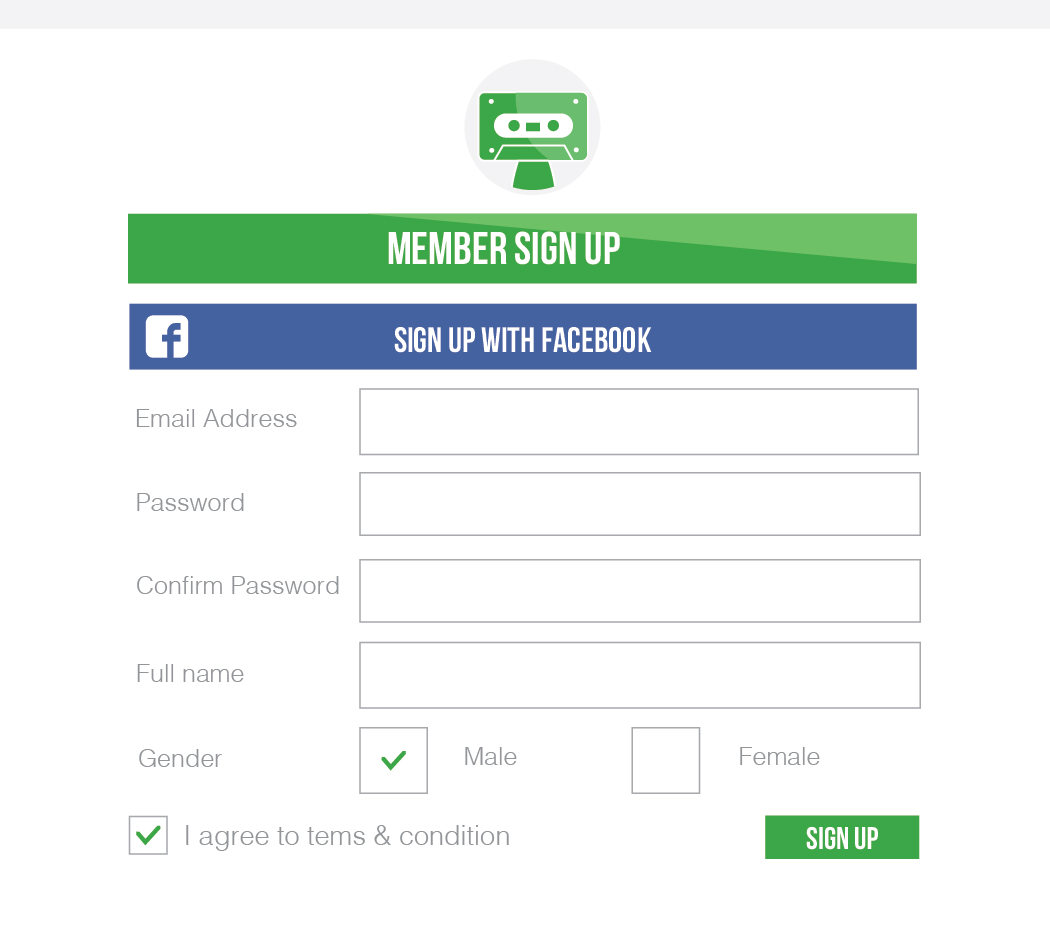 MEMBER SIGN UP
SIGN UP WITH FACEBOOK
Email Address
Password
Confirm Password
Full name
Gender Male Female
I agree to tems & condition SIGN UP